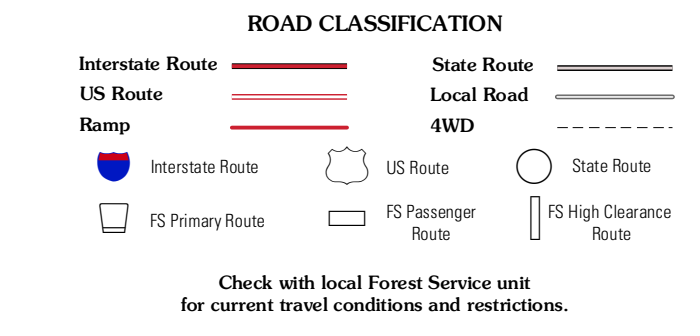 ROAD CLASSIFICATION
Interstate Route
State Route
US Route
Local Road
Ramp
4WD
Interstate Route
US Route
State Route
FS Primary Route
FS Passenger
Route
FS High Clearance
Route
Check with local Forest Service unit
for current travel conditions and restrictions.